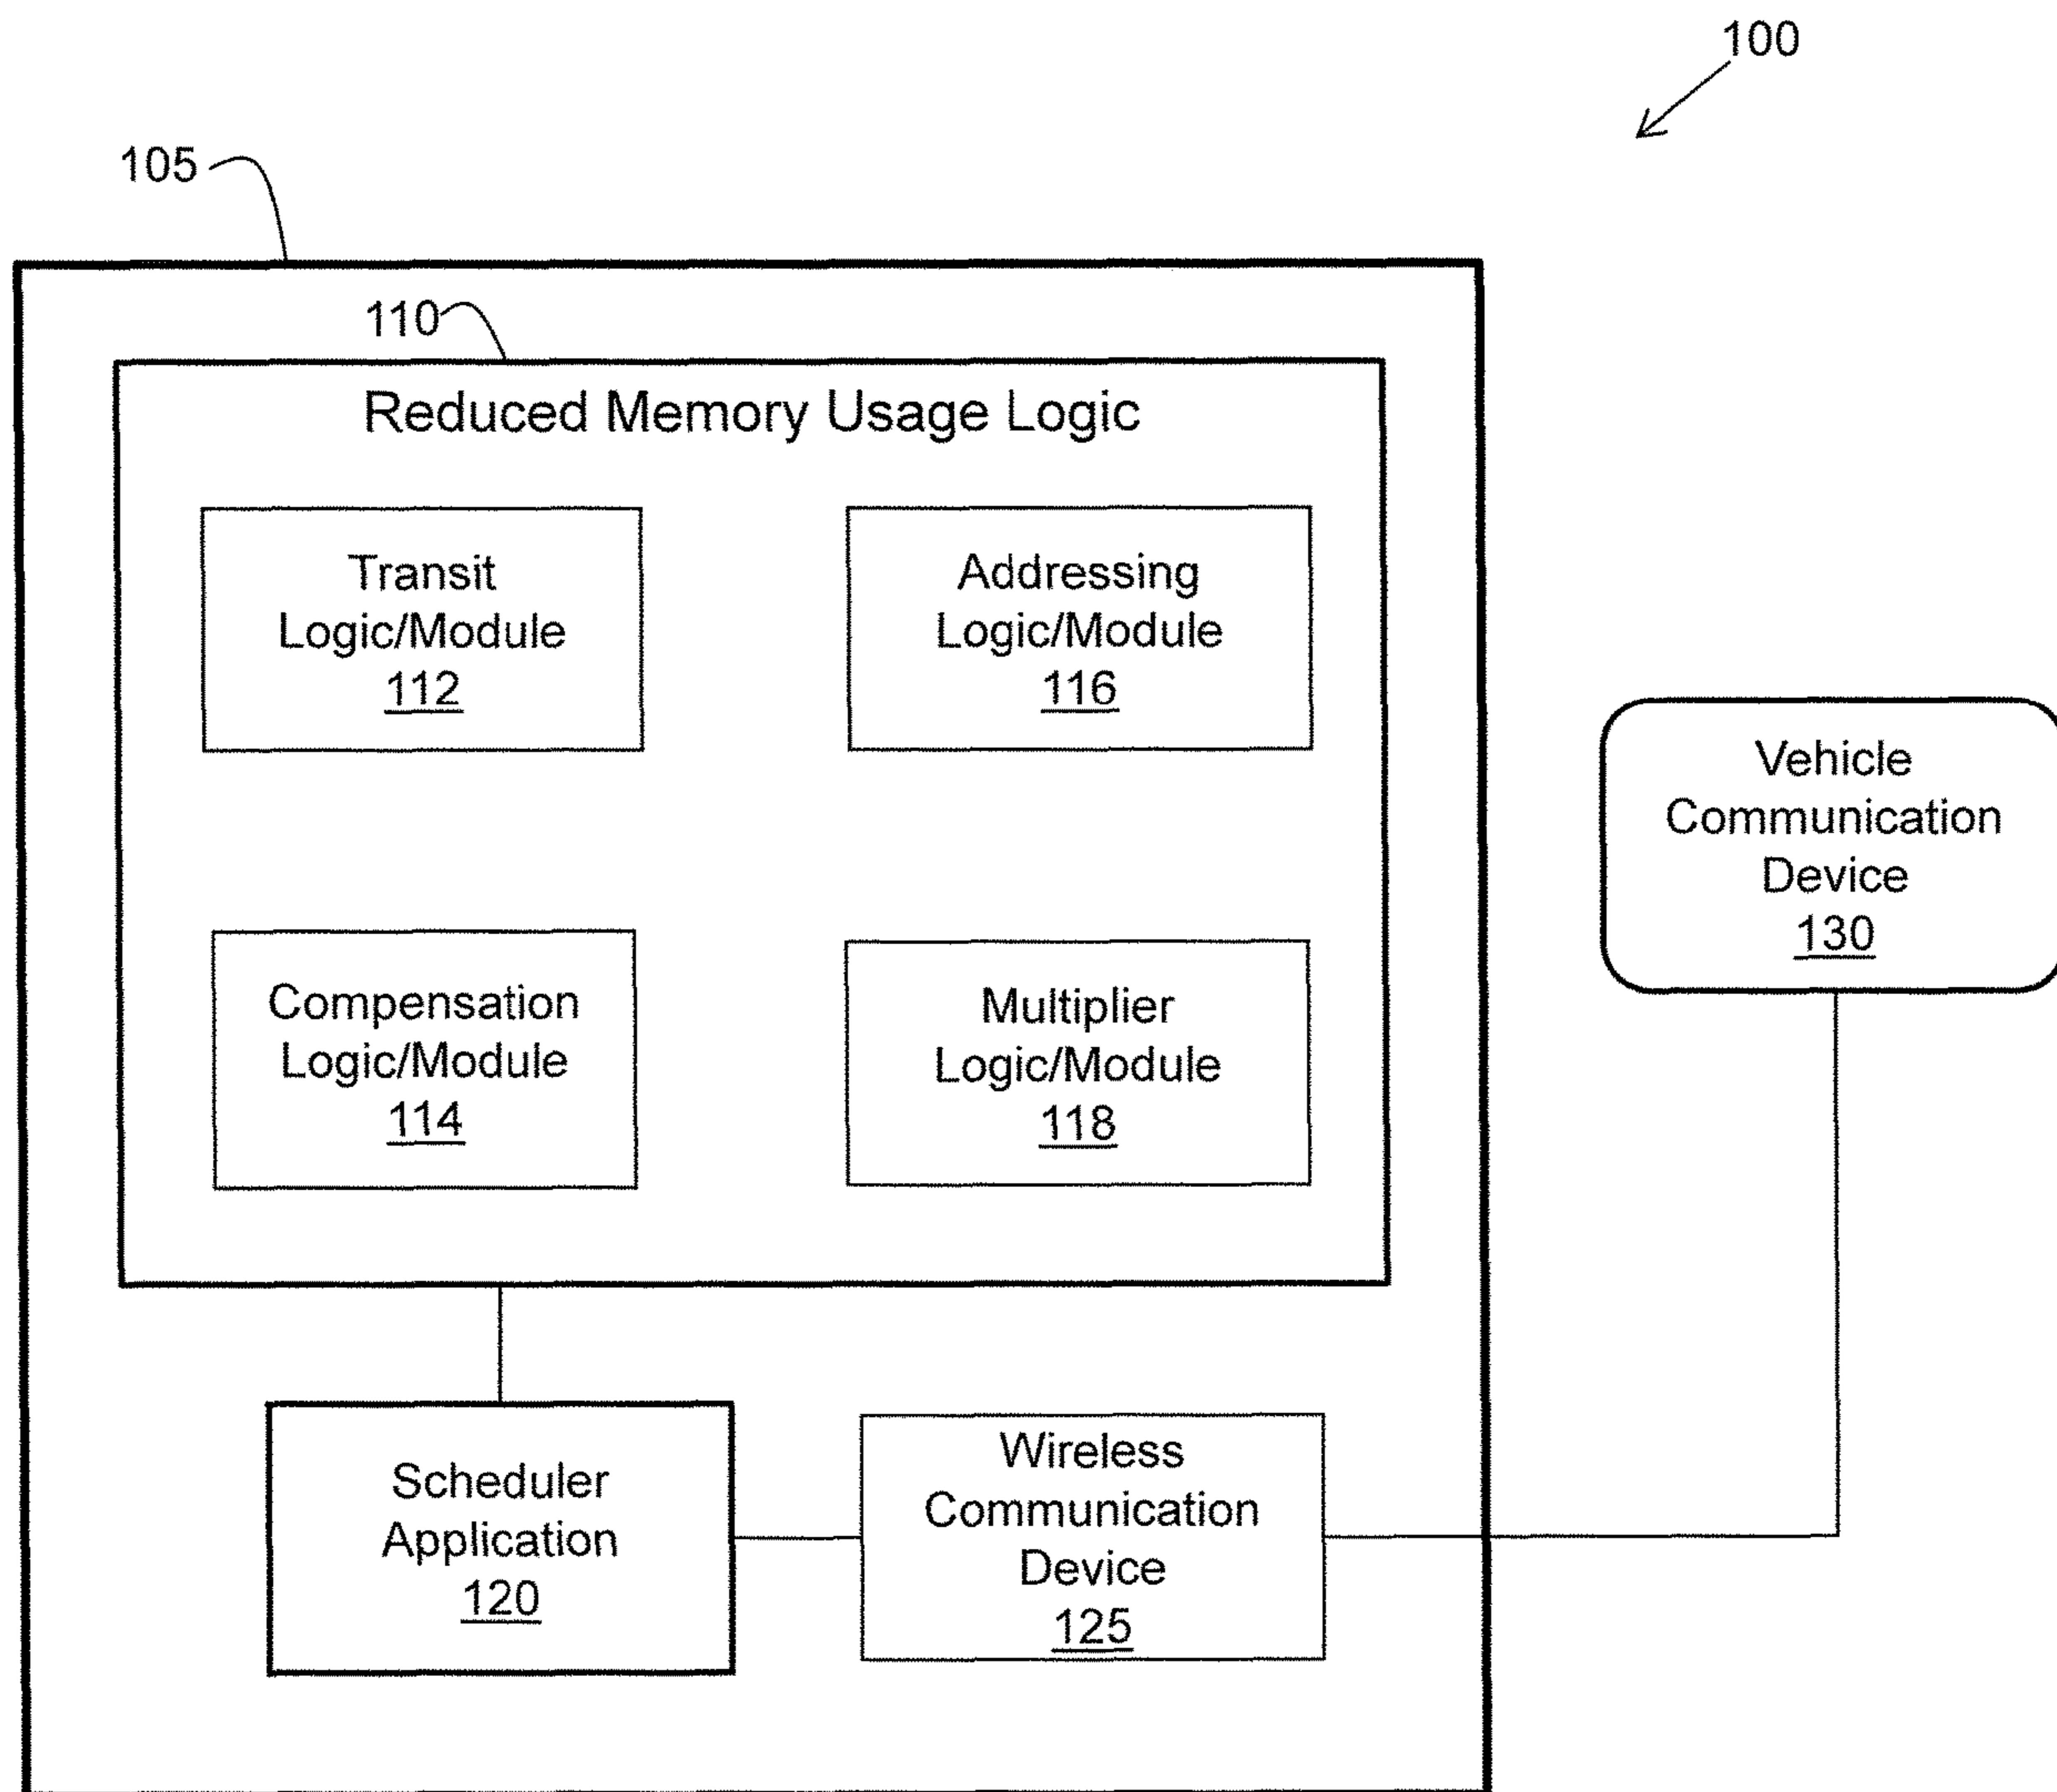 100
105
110
Reduced Memory Usage Logic
Transit
Logic/Module
112
Addressing
Logic/Module
116
Compensation
Logic/Module
114
Multiplier
Logic/Module
118
Vehicle
Communication
Device
130
Scheduler
Application
120
Wireless
Communication
Device
125